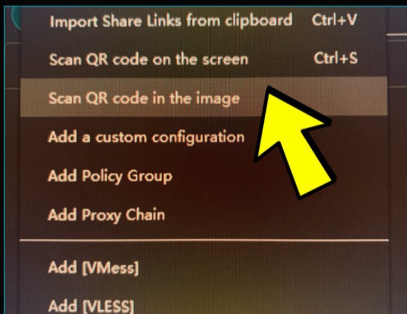 Import Share Links from clipboard Ctrl+V
Scan QR code on the screen Ctrl+S
Scan QR code in the image
Add a custom configuration
Add Policy Group
Add Proxy Chain
Add [VMess]
Add [VLESS]